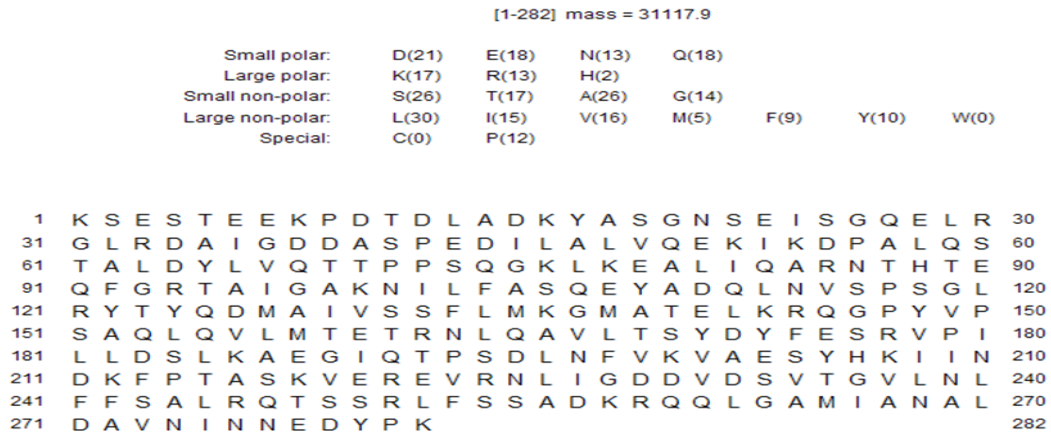 [1-282] mass = 31117.9
Small polar: D(21) E(18) N(13) Q(18)
Large polar: K(17) R(13) H(2)
Small non-polar: S(26) T(17) A(26) G(14)
Large non-polar: L(30) I(15) V(16) M(5) F(9) Y(10) W(0)
Special: C(0) P(12)
1 K S E S T E E K P D T D L A D K Y A S G N S E I S G Q E L R 30
31 G L R D A I G D D A S P E D I L A L V Q E K I K D P A L Q S 60
61 T A L D Y L V Q T T P P S Q G K L K E A L I Q A R N T H T E 90
91 Q F G R T A I G A K N I L F A S Q E Y A D Q L N V S P S G L 120
121 R Y T Y Q D M A I V S S F L M K G M A T E L K R Q G P Y V P 150
151 S A Q L Q V L M T E T R N L Q A V L T S Y D Y F E S R V P I 180
181 L L D S L K A E G I Q T P S D L N F V K V A E S Y H K I I N 210
211 D K F P T A S K V E R E V R N L I G D D V D S V T G V L N L 240
241 F F S A L R Q T S S R L F S S A D K R Q Q L G A M I A N A L 270
271 D A V N I N N E D Y P K 282